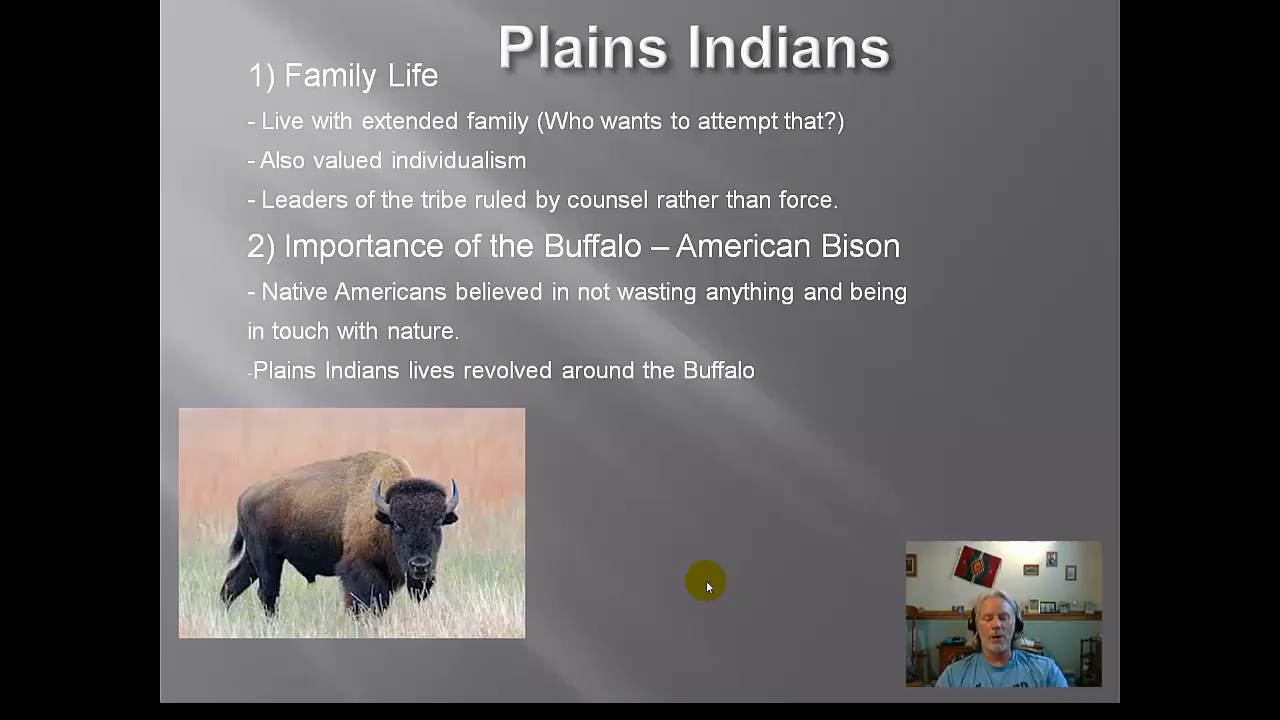 Plains Indians
1) Family Life
- Live with extended family (Who wants to attempt that?)
- Also valued individualism
- Leaders of the tribe ruled by counsel rather than force.
2) Importance of the Buffalo – American Bison
- Native Americans believed in not wasting anything and being
in touch with nature.
-Plains Indians lives revolved around the Buffalo